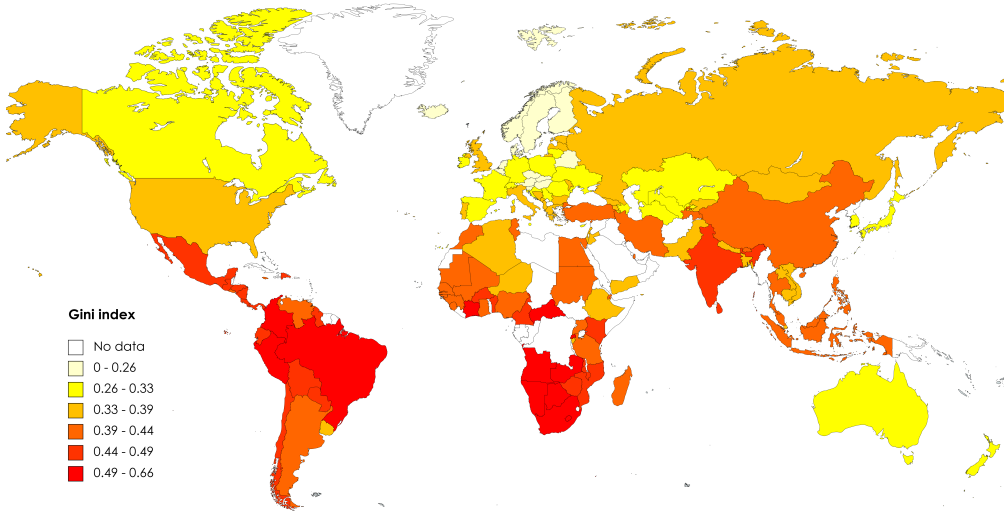 Gini index
No data
0 - 0.26
0.26 - 0.33
0.33 - 0.39
0.39 - 0.44
0.44 - 0.49
0.49 - 0.66